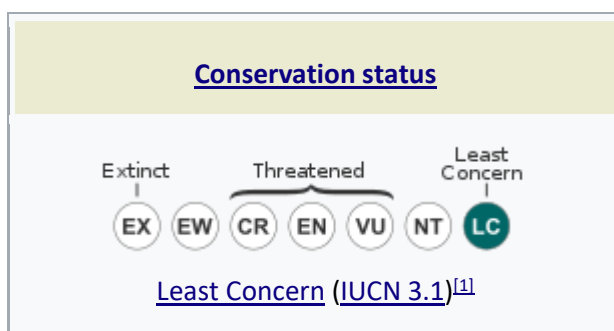 Conservation status
Least
Extinct Threatened Concern
EX EW CR EN VU NT LC
Least Concern (IUCN 3.1)[1]